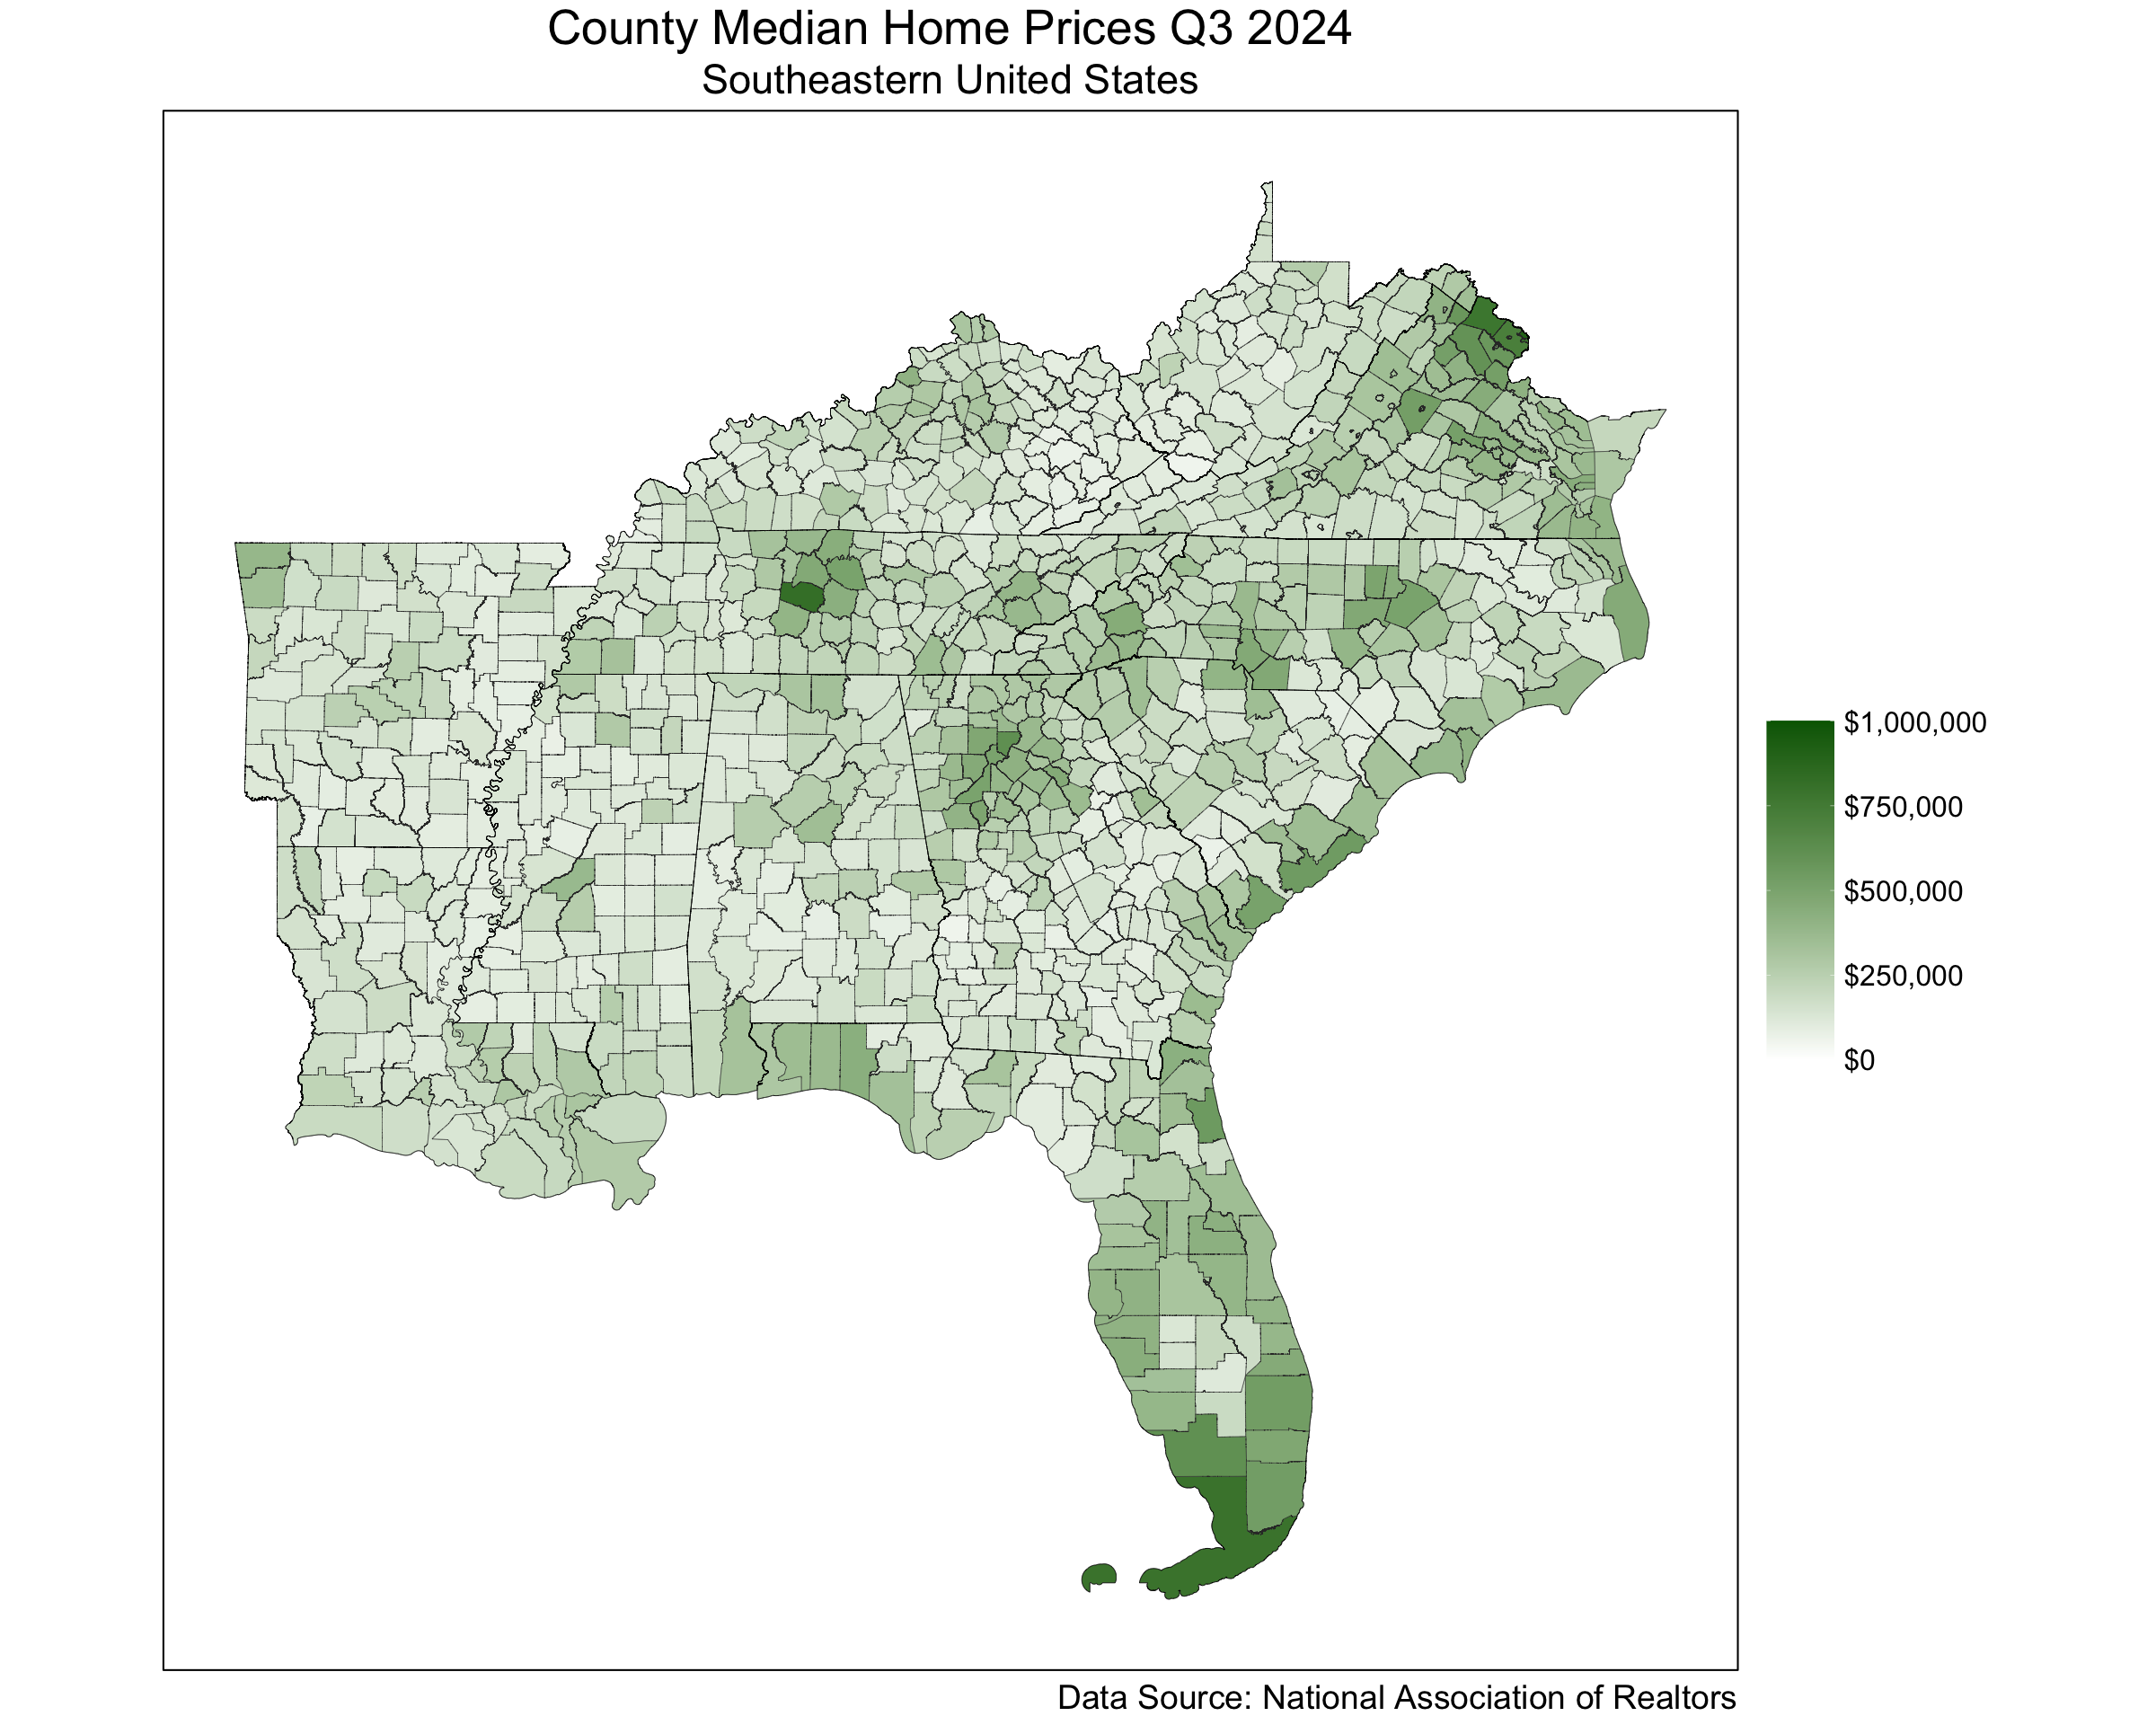 County Median Home Prices Q3 2024
Southeastern United States
$1,000,000
$750,000
$500,000
$250,000
$0
Data Source: National Association of Realtors